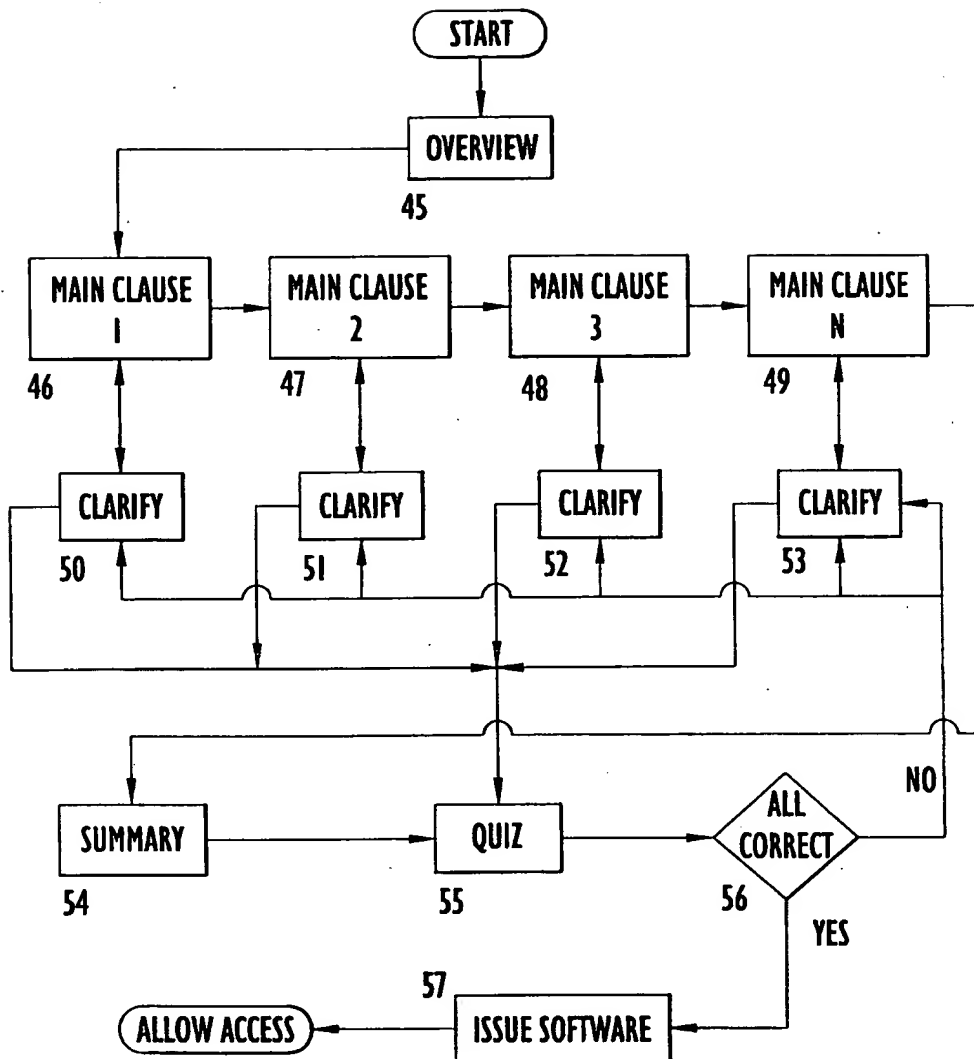 START
OVERVIEW
45
MAIN CLAUSE
1
46
MAIN CLAUSE
2
47
MAIN CLAUSE
3
48
MAIN CLAUSE
N
49
CLARIFY
50
CLARIFY
51
CLARIFY
52
CLARIFY
53
SUMMARY
54
QUIZ
55
ALL
CORRECT
56
NO
YES
57
ISSUE SOFTWARE
ALLOW ACCESS